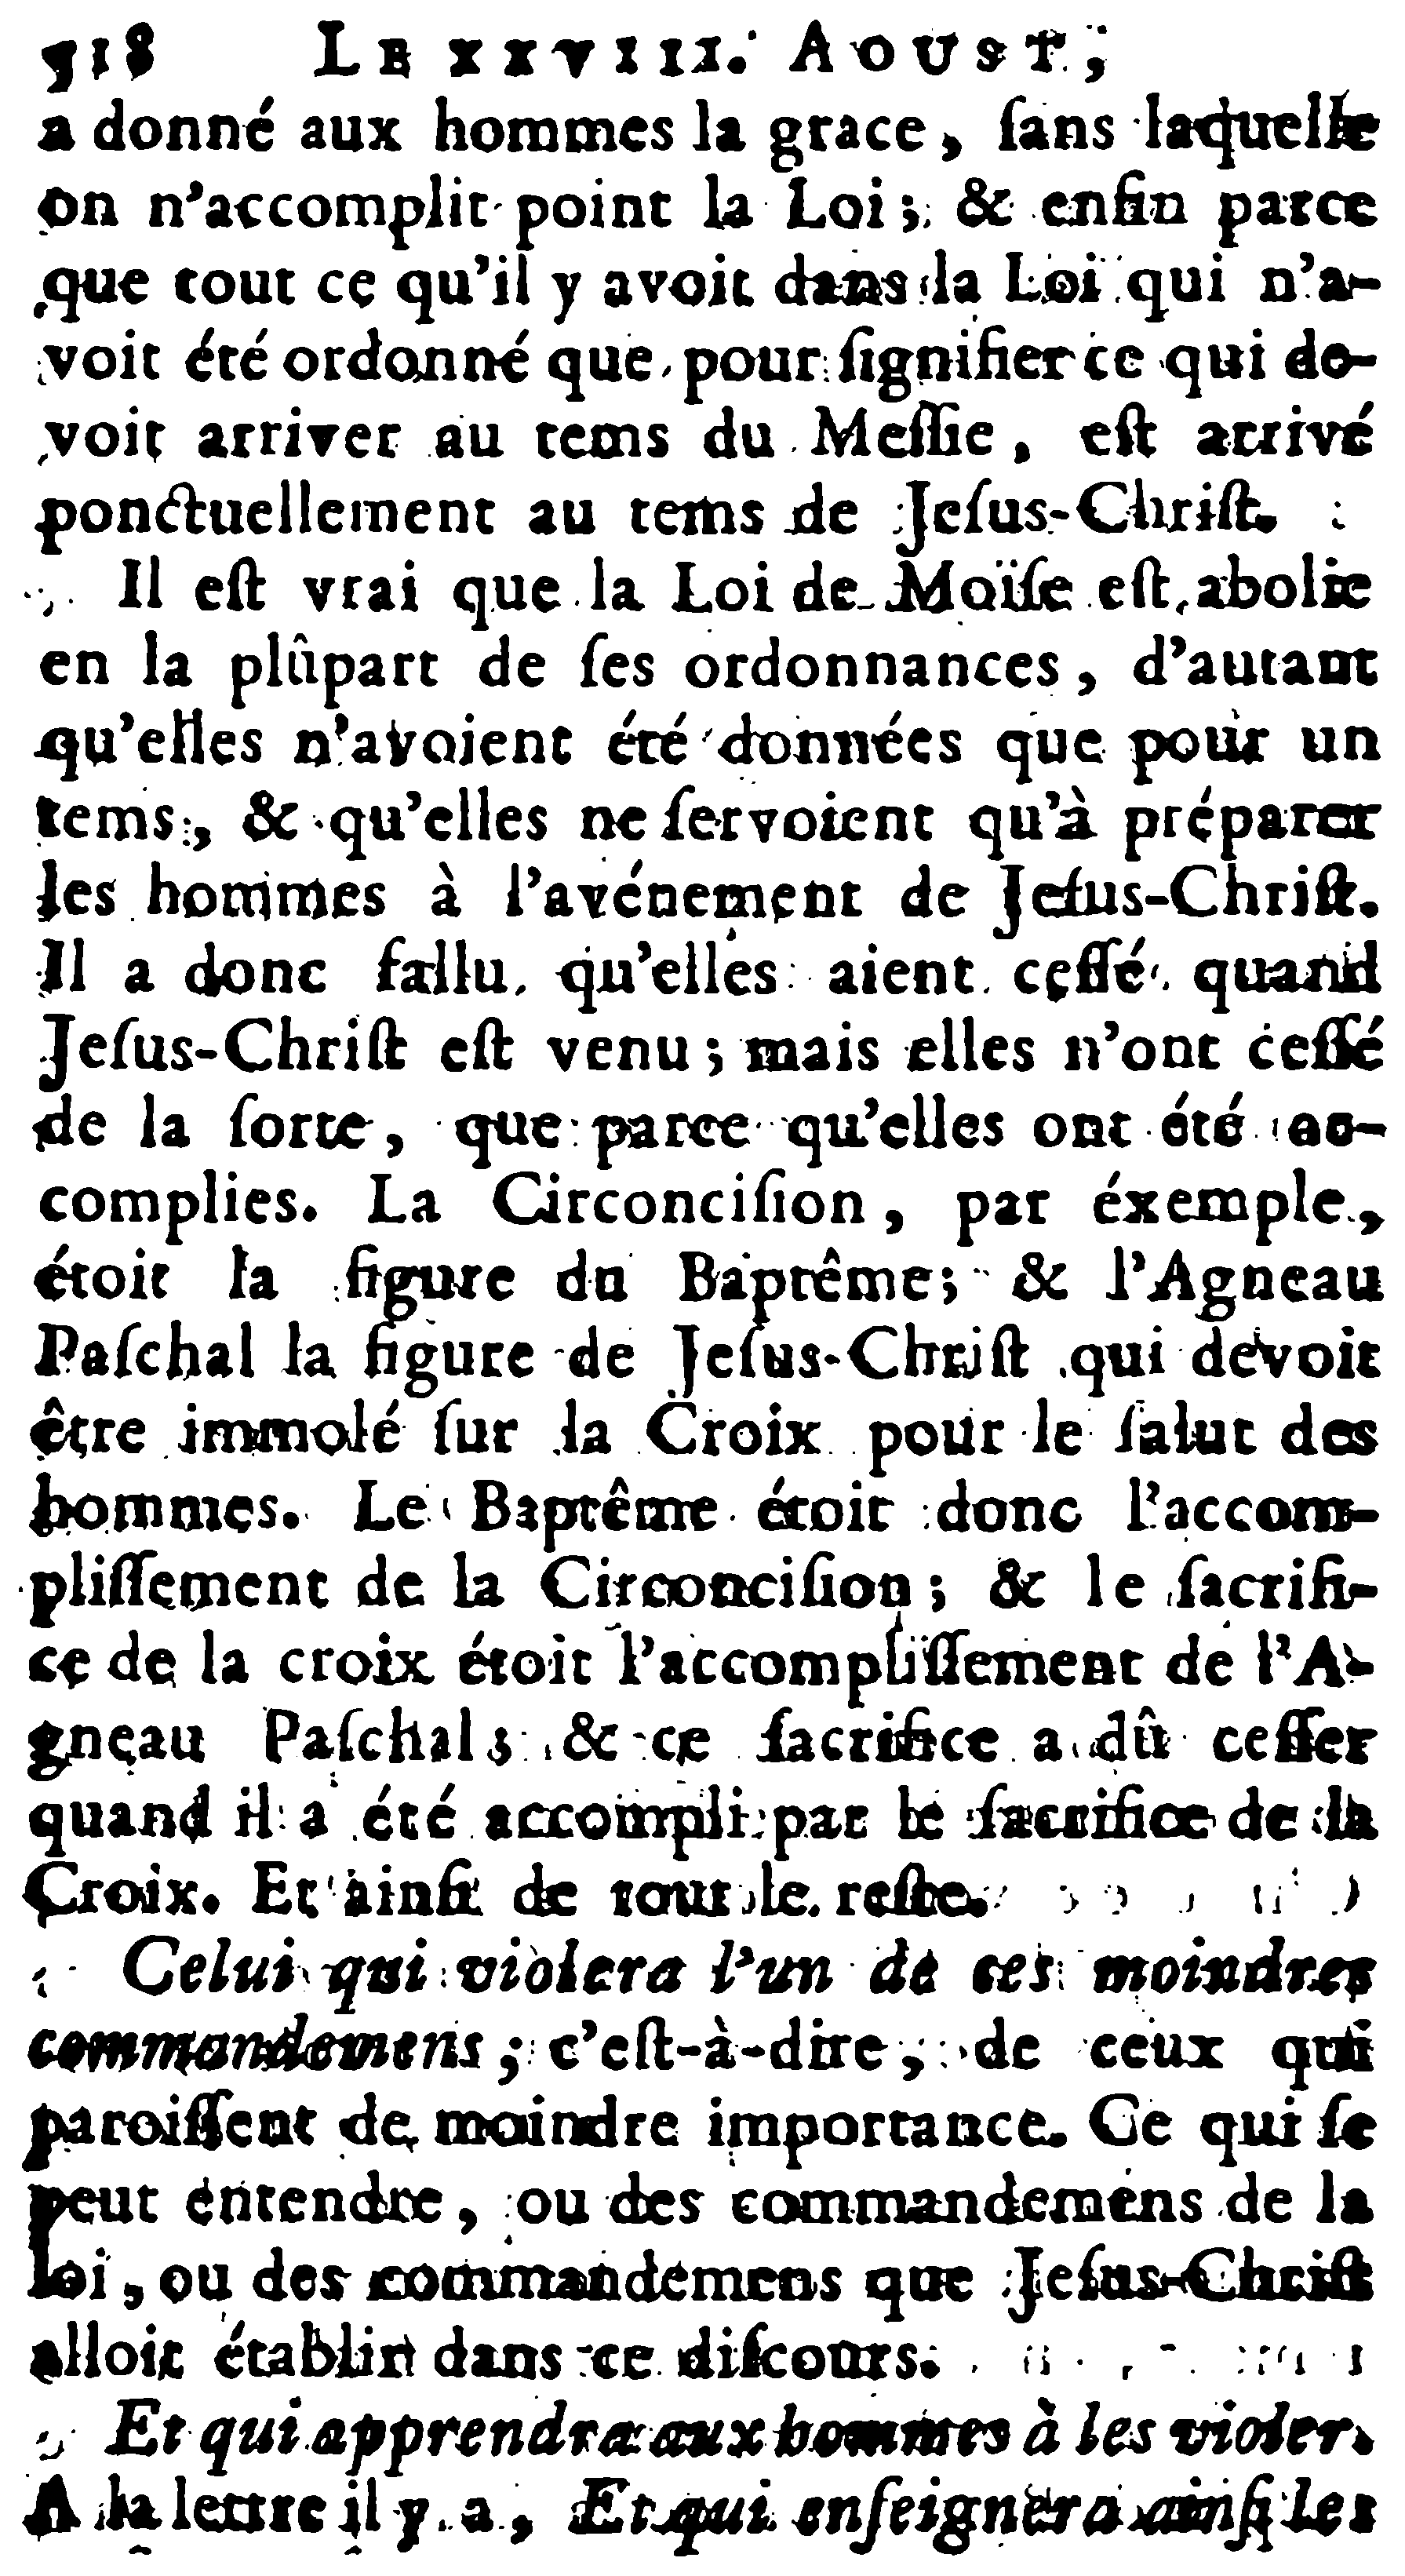 518 LE XXVIII. AOUST,
a donné aux hommes la grace, ſans laquelle
on n'accomplit point la Loi; & enfin parce
que tout ce qu'il y avoit dans la Loi qui n'a-
voit été ordonné que pour ſignifier ce qui de-
voit arriver au tems du Meſſie, eſt arrivé
ponctuellement au tems de Jeſus-Chriſt.
Il eſt vrai que la Loi de Moïſe eſt abolie
en la plûpart de ſes ordonnances, d'autant
qu'elles n'avoient été données que pour un
tems, & qu'elles ne ſervoient qu'à préparer
les hommes à l'avénement de Jeſus-Chriſt.
Il a donc fallu qu'elles aient ceſſé quand
Jeſus-Chriſt eſt venu; mais elles n'ont ceſſé
de la ſorte, que parce qu'elles ont été ac-
complies. La Circonciſion, par éxemple,
étoit la figure du Baptême; & l'Agneau
Paſchal la figure de Jeſus-Chriſt qui devoit
être immolé ſur la Croix pour le ſalut des
hommes. Le Baptême étoit donc l'accom-
pliſſement de la Circonciſion; & le ſacrifi-
ce de la croix étoit l'accompliſſement de l'A-
gneau Paſchal; & ce ſacrifice a dû ceſſer
quand il a été accompli par le ſacrifice de la
Croix. Et ainſi de tout le reſte.
Celui qui violera l'un de ces moindres
commandemens; c'eſt-à-dire, de ceux qui
paroiſſent de moindre importance. Ce qui ſe
peut entendre, ou des commandemens de la
loi, ou des commandemens que Jeſus-Chriſt
alloit établir dans ce diſcours.
Et qui apprendra aux hommes à les violer.
A la lettre il y a, Et qui enſeignera ainſi les